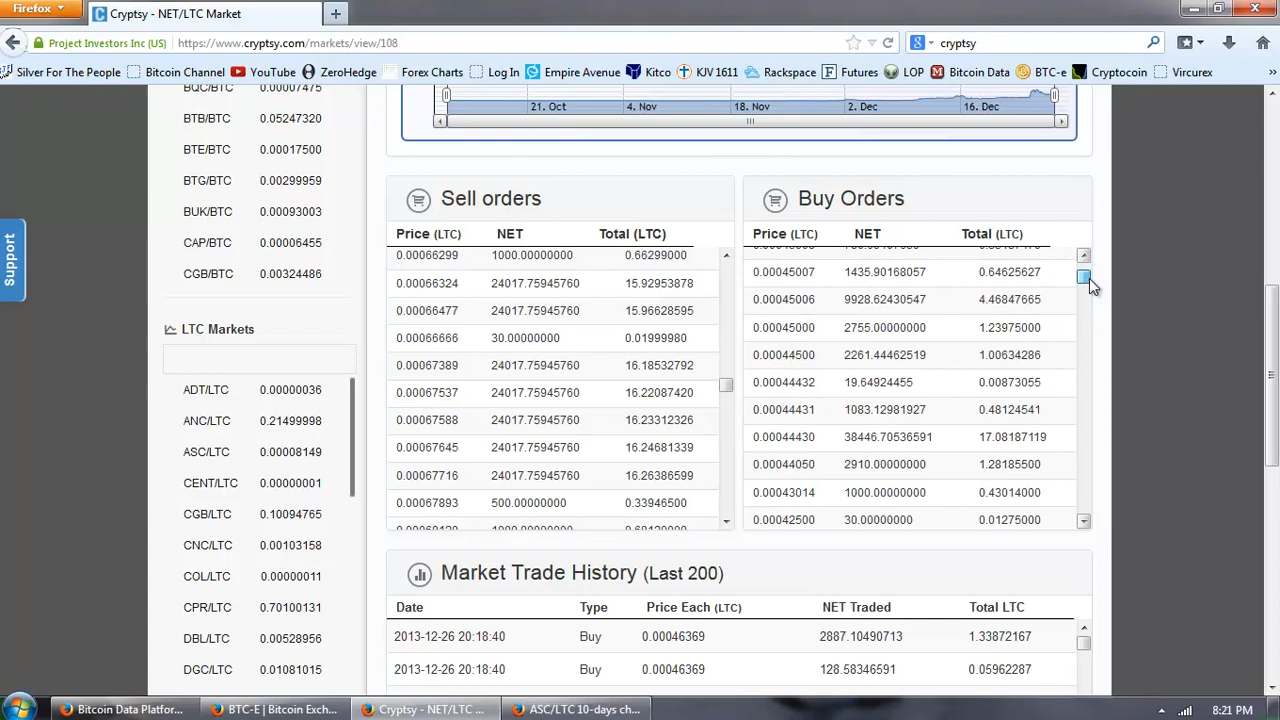 Firefox
Cryptsy - NET/LTC Market
Project Investors Inc (US)
https://www.cryptsy.com/markets/view/108
cryptsy
Silver For The People
Bitcoin Channel
YouTube
ZeroHedge
Forex Charts
Log In
Empire Avenue
Kitco
KJV 1611
Rackspace
Futures
LOP
Bitcoin Data
BTC-e
Cryptocoin
Vircurex
Support
BQC/BTC 0.00007475
BTB/BTC 0.05247320
BTE/BTC 0.00017500
BTG/BTC 0.00299959
BUK/BTC 0.00093003
CAP/BTC 0.00006455
CGB/BTC 0.00324486
LTC Markets
ADT/LTC 0.00000036
ANC/LTC 0.21499998
ASC/LTC 0.00008149
CENT/LTC 0.00000001
CGB/LTC 0.10094765
CNC/LTC 0.00103158
COL/LTC 0.00000011
CPR/LTC 0.70100131
DBL/LTC 0.00528956
DGC/LTC 0.01081015
21. Oct 4. Nov 18. Nov 2. Dec 16. Dec
Sell orders
Price (LTC) NET Total (LTC)
0.00066299 1000.00000000 0.66299000
0.00066324 24017.75945760 15.92953878
0.00066477 24017.75945760 15.96628595
0.00066666 30.00000000 0.01999980
0.00067389 24017.75945760 16.18532792
0.00067537 24017.75945760 16.22087420
0.00067588 24017.75945760 16.23312326
0.00067645 24017.75945760 16.24681339
0.00067716 24017.75945760 16.26386599
0.00067893 500.00000000 0.33946500
Buy Orders
Price (LTC) NET Total (LTC)
0.00045007 1435.90168057 0.64625627
0.00045006 9928.62430547 4.46847665
0.00045000 2755.00000000 1.23975000
0.00044500 2261.44462519 1.00634286
0.00044432 19.64924455 0.00873055
0.00044431 1083.12981927 0.48124541
0.00044430 38446.70536591 17.08187119
0.00044050 2910.00000000 1.28185500
0.00043014 1000.00000000 0.43014000
0.00042500 30.00000000 0.01275000
Market Trade History (Last 200)
Date Type Price Each (LTC) NET Traded Total LTC
2013-12-26 20:18:40 Buy 0.00046369 2887.10490713 1.33872167
2013-12-26 20:18:40 Buy 0.00046369 128.58346591 0.05962287
Bitcoin Data Platfor...
BTC-E | Bitcoin Exch...
Cryptsy - NET/LTC ...
ASC/LTC 10-days ch...
8:21 PM